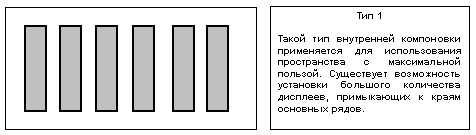 Тип 1
Такой тип внутренней компоновки
применяется для использования
пространства с максимальной
пользой. Существует возможность
установки большого количества
дисплеев, примыкающих к краям
основных рядов.